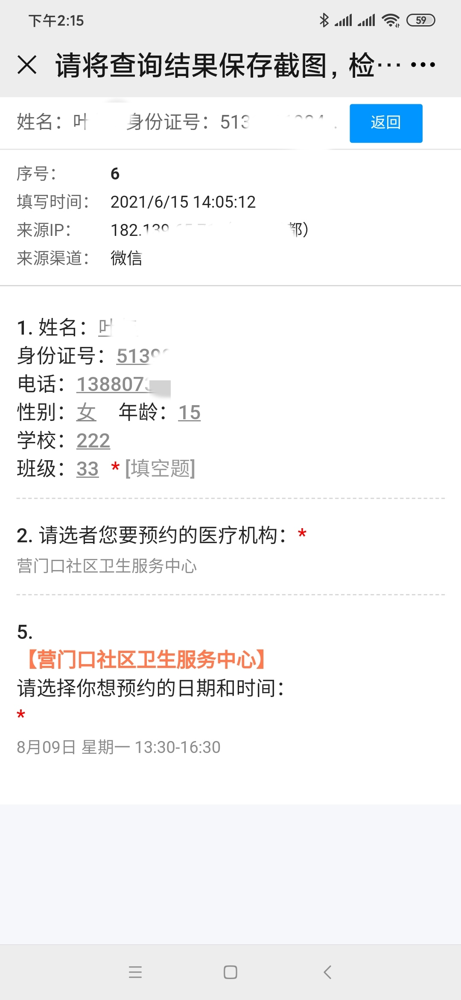 下午2:15
59
请将查询结果保存截图，检… •••
姓名：叶 身份证号：513
返回
序号： 6
填写时间： 2021/6/15 14:05:12
来源IP： 182.139 都）
来源渠道： 微信
1. 姓名：叶
身份证号：5139
电话：138807
性别：女 年龄：15
学校：222
班级：33 * [填空题]
2. 请选者您要预约的医疗机构：*
营门口社区卫生服务中心
5.
【营门口社区卫生服务中心】
请选择你想预约的日期和时间：
*
8月09日 星期一 13:30-16:30